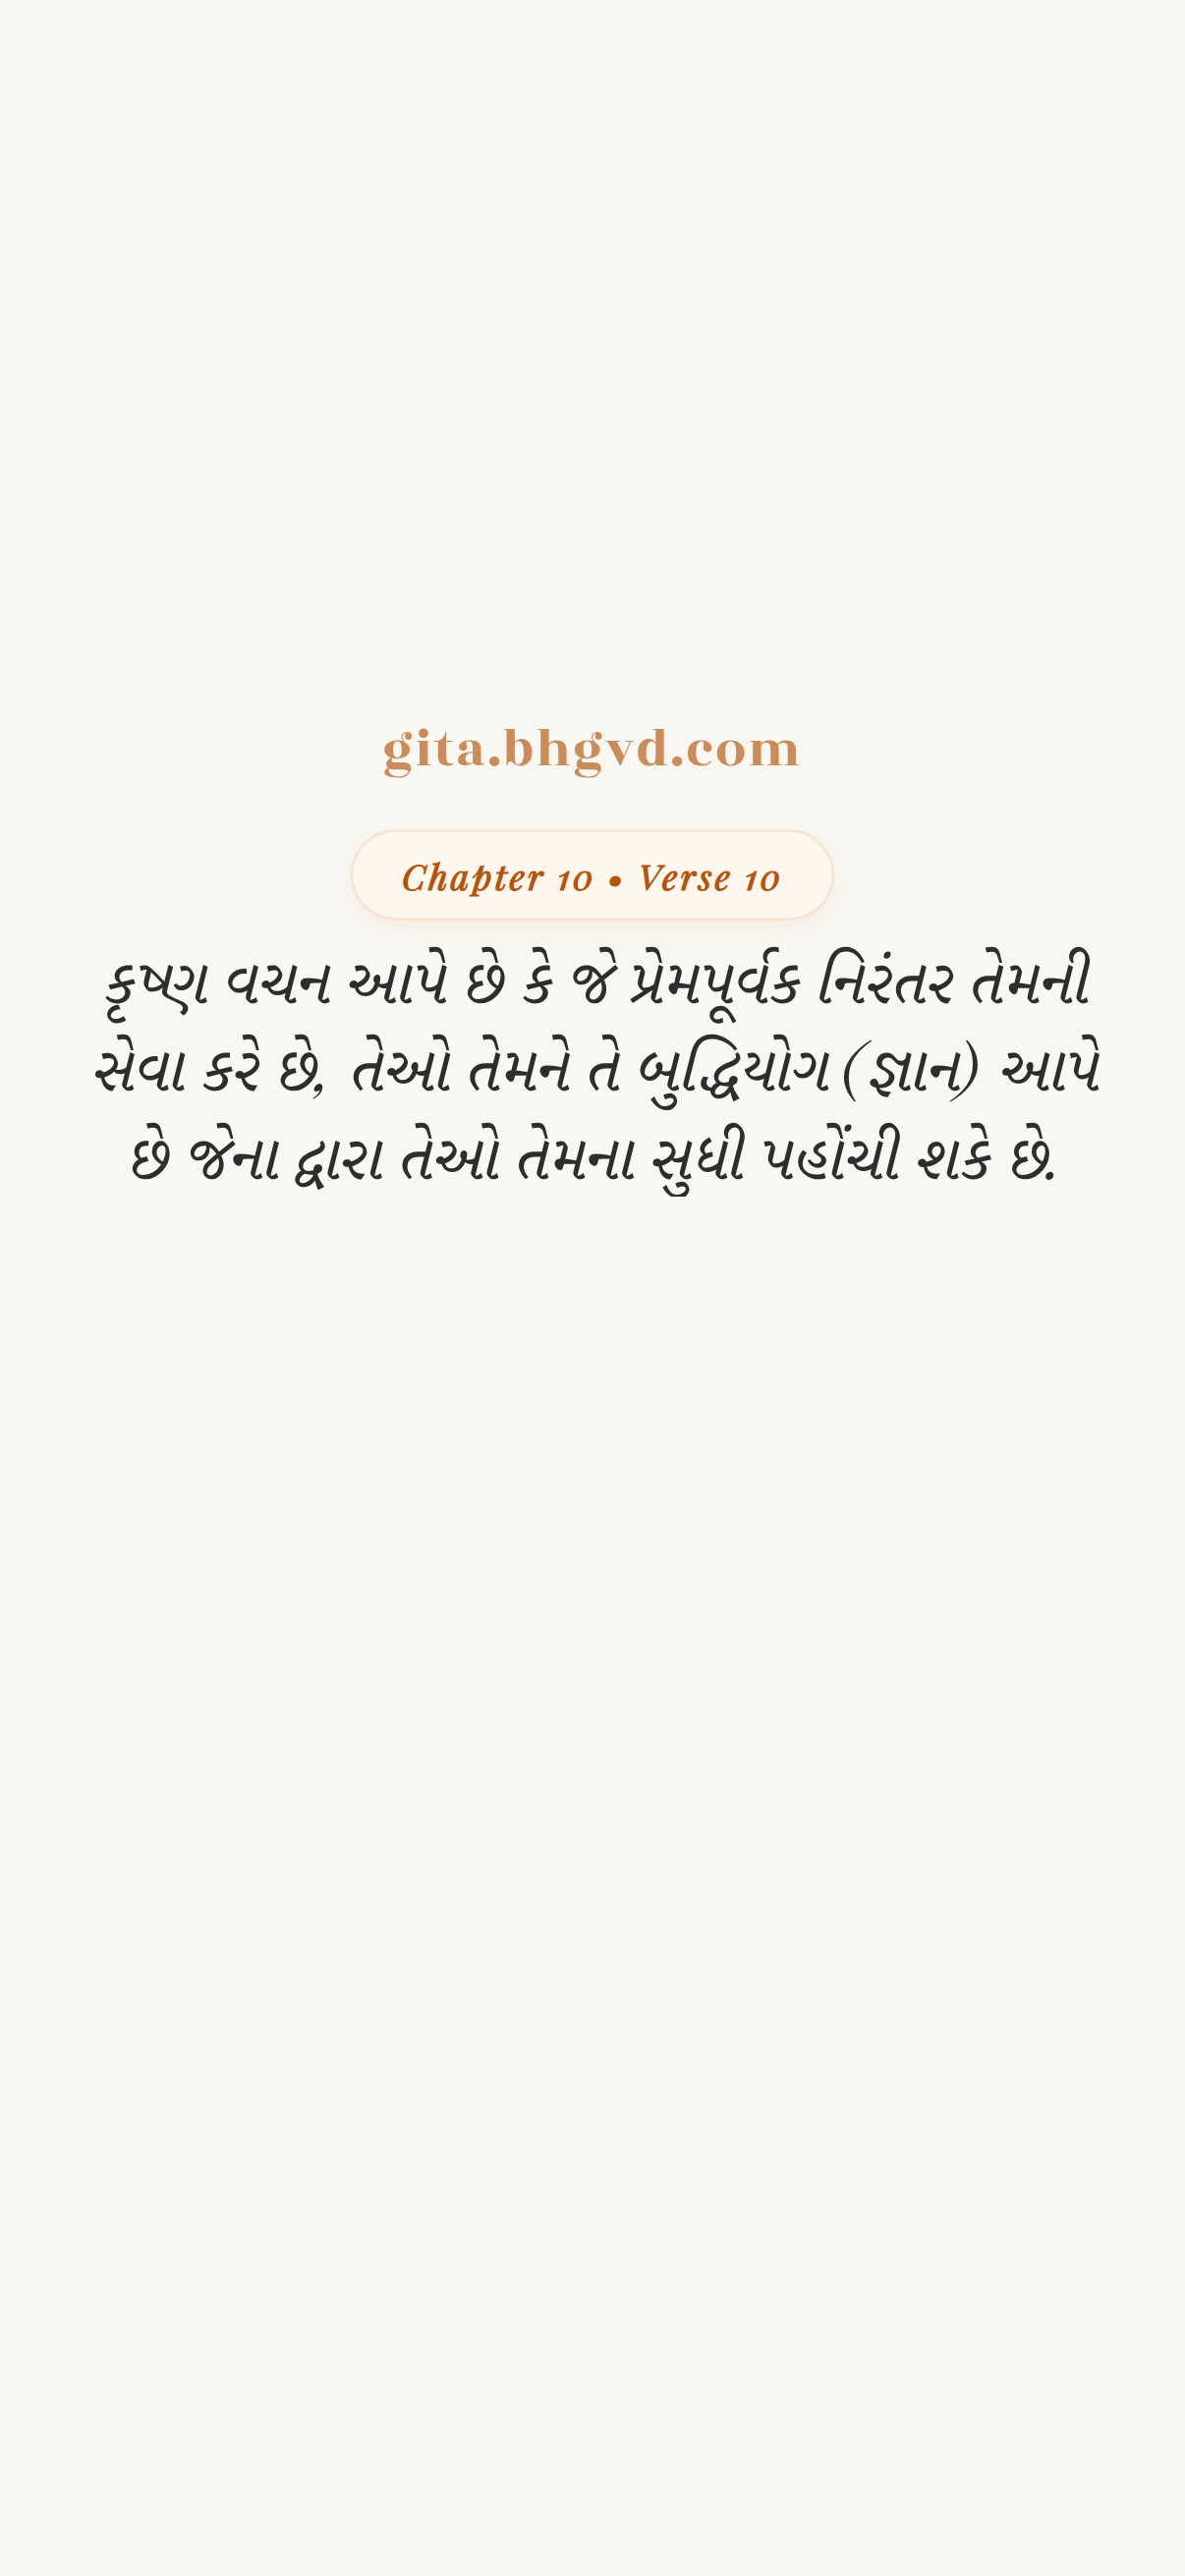 gita.bhgvd.com
Chapter 10 • Verse 10
કૃષ્ણ વચન આપે છે કે જે પ્રેમપૂર્વક નિરંતર તેમની
સેવા કરે છે, તેઓ તેમને તે બુદ્ધિયોગ (જ્ઞાન) આપે
છે જેના દ્વારા તેઓ તેમના સુધી પહોંચી શકે છે.